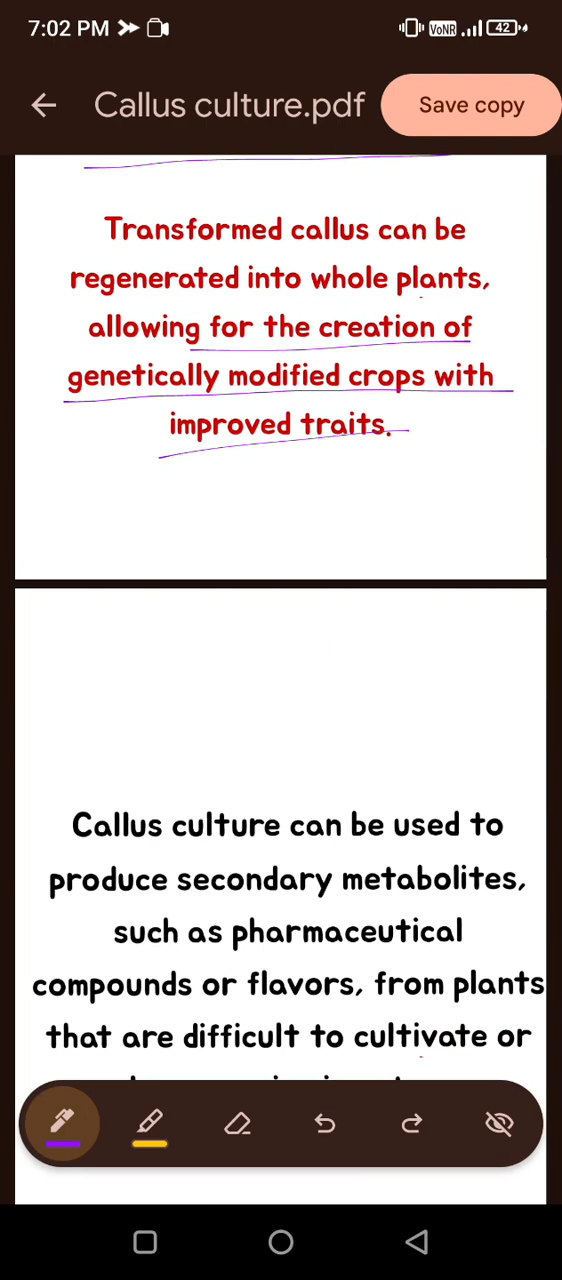 7:02 PM VoNR 42
Callus culture.pdf Save copy
Transformed callus can be
regenerated into whole plants,
allowing for the creation of
genetically modified crops with
improved traits.
Callus culture can be used to
produce secondary metabolites,
such as pharmaceutical
compounds or flavors, from plants
that are difficult to cultivate or